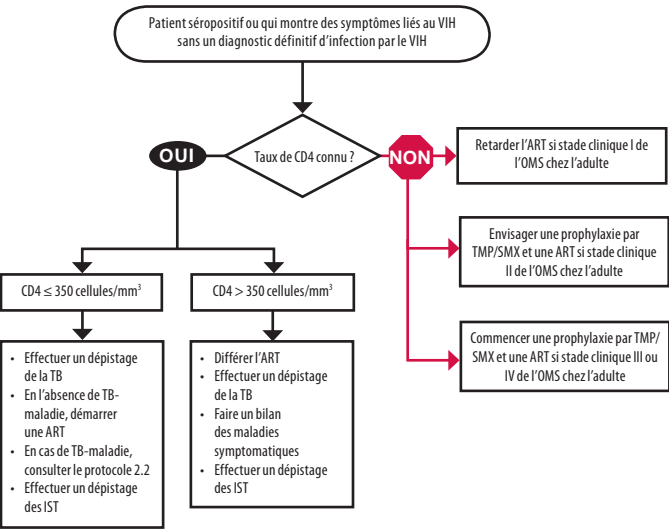 Patient séropositif ou qui montre des symptômes liés au VIH
sans un diagnostic définitif d'infection par le VIH
OUI
Taux de CD4 connu ?
NON
Retarder l'ART si stade clinique I de
l'OMS chez l'adulte
Envisager une prophylaxie par
TMP/SMX et une ART si stade clinique
II de l'OMS chez l'adulte
Commencer une prophylaxie par TMP/
SMX et une ART si stade clinique III ou
IV de l'OMS chez l'adulte
CD4 ≤ 350 cellules/mm³
CD4 > 350 cellules/mm³
• Effectuer un dépistage
de la TB
• En l'absence de TB-
maladie, démarrer
une ART
• En cas de TB-maladie,
consulter le protocole 2.2
• Effectuer un dépistage
des IST
• Différer l'ART
• Effectuer un dépistage
de la TB
• Faire un bilan
des maladies
symptomatiques
• Effectuer un dépistage
des IST